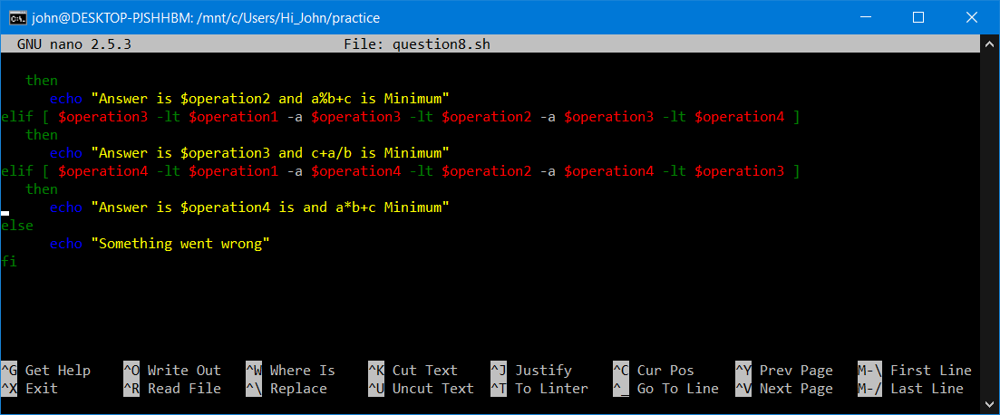 john@DESKTOP-PJSHHBM: /mnt/c/Users/Hi_John/practice
GNU nano 2.5.3 File: question8.sh
then
echo "Answer is $operation2 and a%b+c is Minimum"
elif [ $operation3 -lt $operation1 -a $operation3 -lt $operation2 -a $operation3 -lt $operation4 ]
then
echo "Answer is $operation3 and c+a/b is Minimum"
elif [ $operation4 -lt $operation1 -a $operation4 -lt $operation2 -a $operation4 -lt $operation3 ]
then
echo "Answer is $operation4 is and a*b+c Minimum"
else
echo "Something went wrong"
fi
^G Get Help ^O Write Out ^W Where Is ^K Cut Text ^J Justify ^C Cur Pos ^Y Prev Page M-\ First Line
^X Exit ^R Read File ^\ Replace ^U Uncut Text ^T To Linter ^_ Go To Line ^V Next Page M-/ Last Line